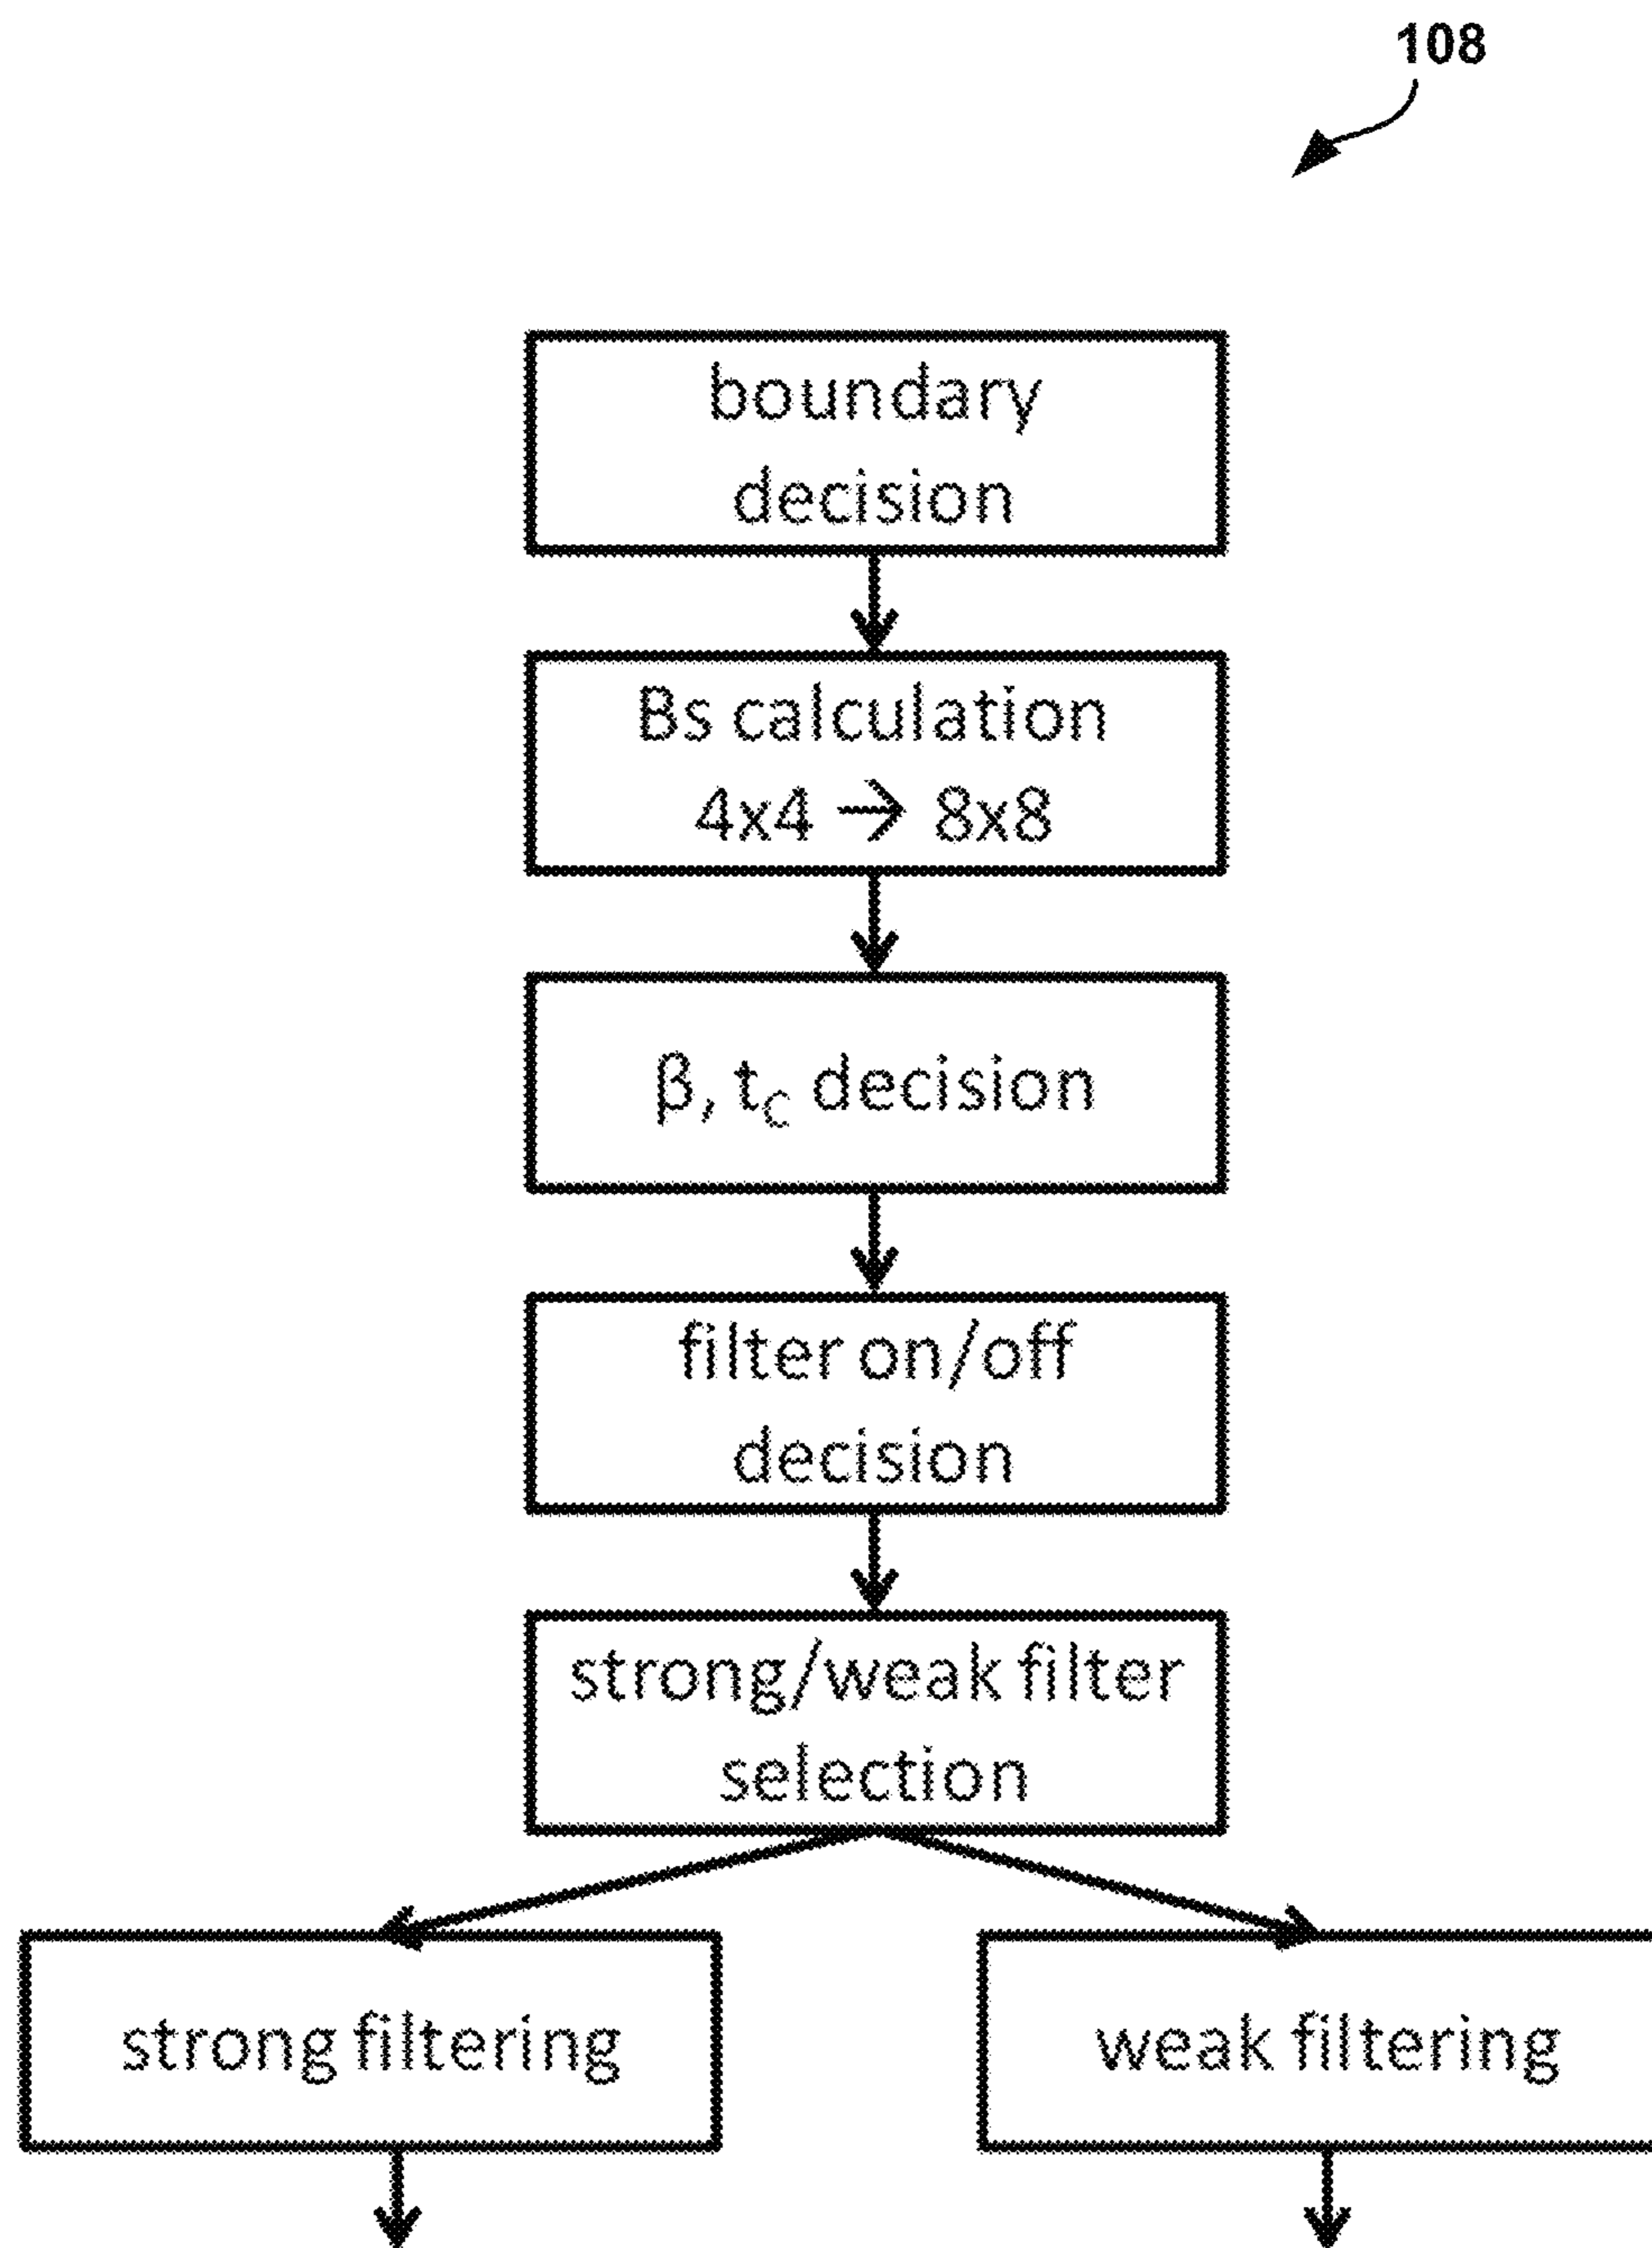 108
boundary
decision
Bs calculation
4x4 → 8x8
β, t_C decision
filter on/off
decision
strong/weak filter
selection
strong filtering
weak filtering